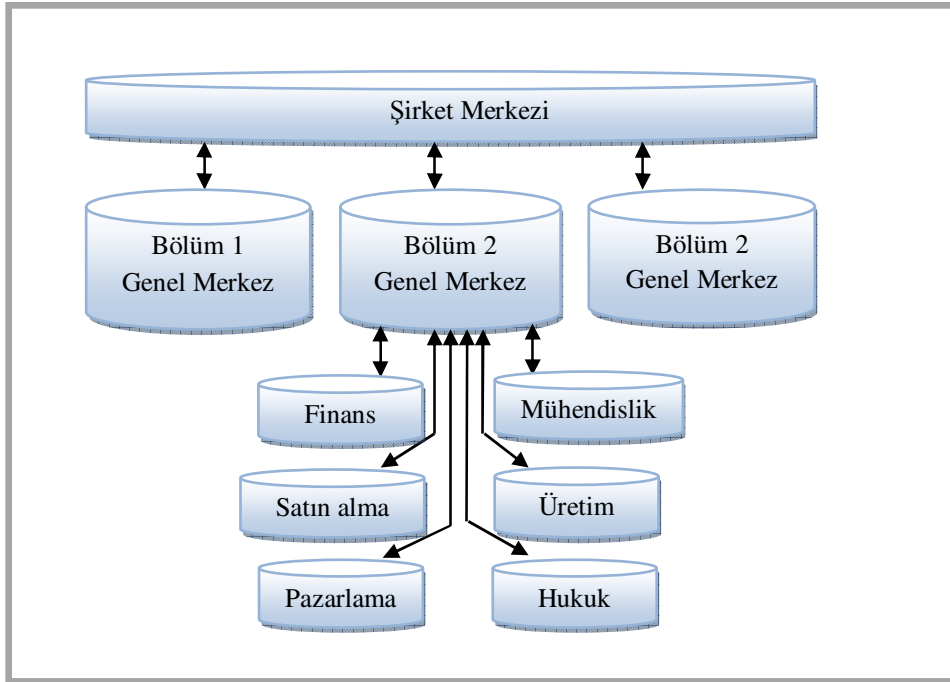 Şirket Merkezi
Bölüm 1
Genel Merkez
Bölüm 2
Genel Merkez
Bölüm 2
Genel Merkez
Finans
Mühendislik
Satın alma
Üretim
Pazarlama
Hukuk